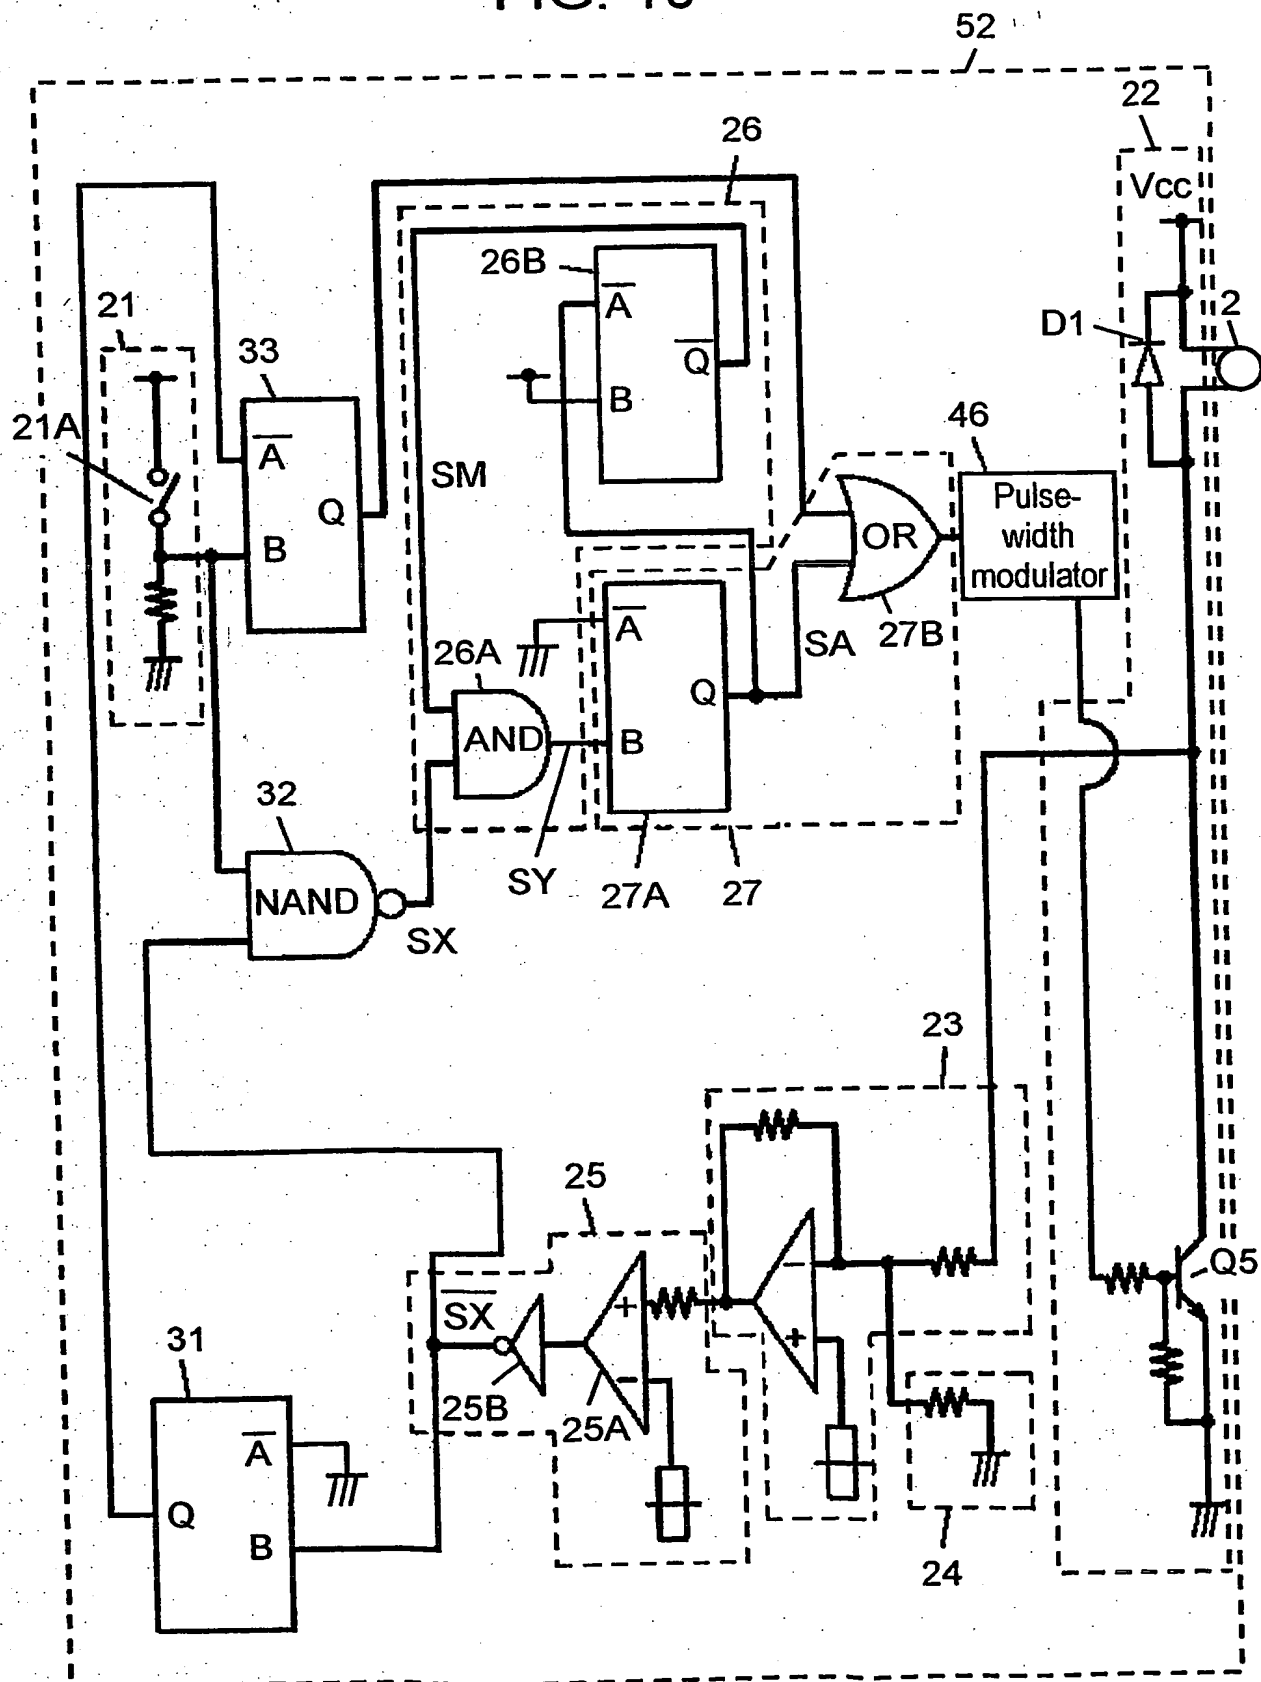 52
22
26
Vcc
26B
A
21
2
D1
33
Q
B
21A
46
A
SM
Pulse-
width
modulator
Q
OR
B
A
27B
26A
SA
Q
AND
B
32
SY
27A
27
NAND
SX
23
25
−
Q5
SX
+
+
31
−
25B
25A
A
Q
B
24